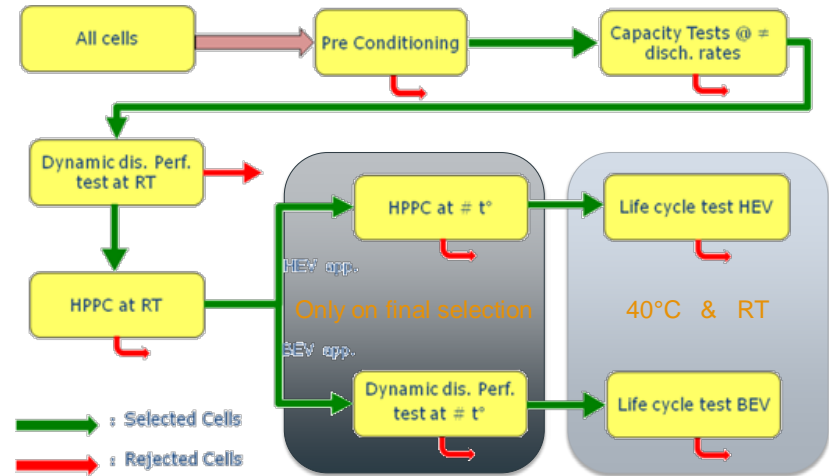 All cells
Pre Conditioning
Capacity Tests @ ≠
disch. rates
Dynamic dis. Perf.
test at RT
HPPC at # t°
Life cycle test HEV
HEV app.
HPPC at RT
Only on final selection
40°C & RT
BEV app.
Dynamic dis. Perf.
test at # t°
Life cycle test BEV
: Selected Cells
: Rejected Cells